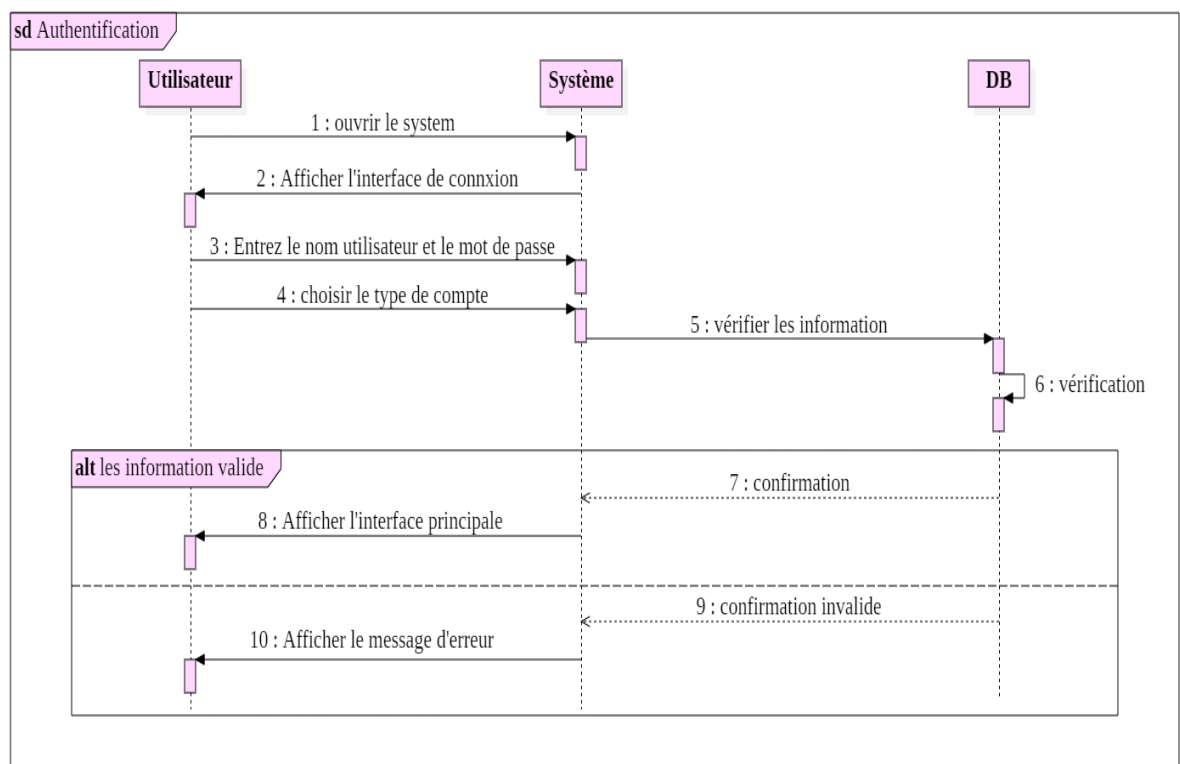 sd Authentification
Utilisateur
Système
DB
1 : ouvrir le system
2 : Afficher l'interface de connxion
3 : Entrez le nom utilisateur et le mot de passe
4 : choisir le type de compte
5 : vérifier les information
6 : vérification
alt les information valide
7 : confirmation
8 : Afficher l'interface principale
9 : confirmation invalide
10 : Afficher le message d'erreur